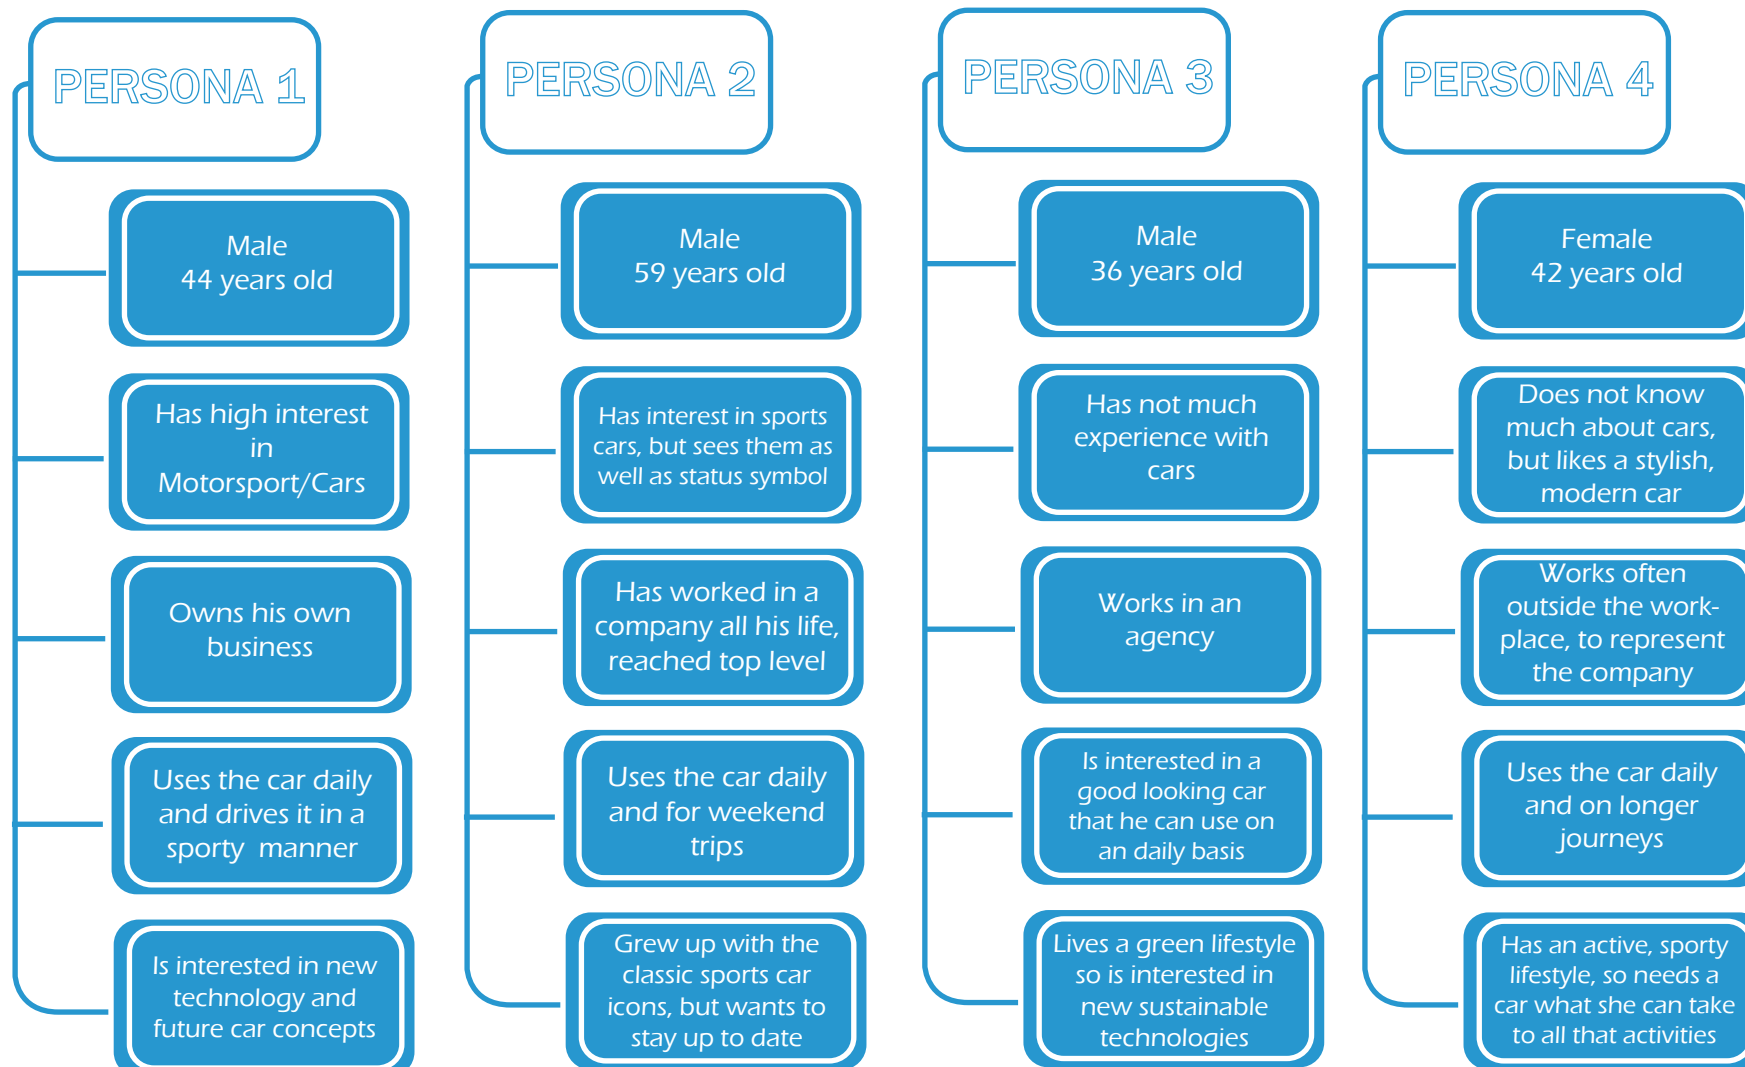 PERSONA 1
Male
44 years old
Has high interest
in
Motorsport/Cars
Owns his own
business
Uses the car daily
and drives it in a
sporty manner
Is interested in new
technology and
future car concepts
PERSONA 2
Male
59 years old
Has interest in sports
cars, but sees them as
well as status symbol
Has worked in a
company all his life,
reached top level
Uses the car daily
and for weekend
trips
Grew up with the
classic sports car
icons, but wants to
stay up to date
PERSONA 3
Male
36 years old
Has not much
experience with
cars
Works in an
agency
Is interested in a
good looking car
that he can use on
an daily basis
Lives a green lifestyle
so is interested in
new sustainable
technologies
PERSONA 4
Female
42 years old
Does not know
much about cars,
but likes a stylish,
modern car
Works often
outside the work-
place, to represent
the company
Uses the car daily
and on longer
journeys
Has an active, sporty
lifestyle, so needs a
car what she can take
to all that activities